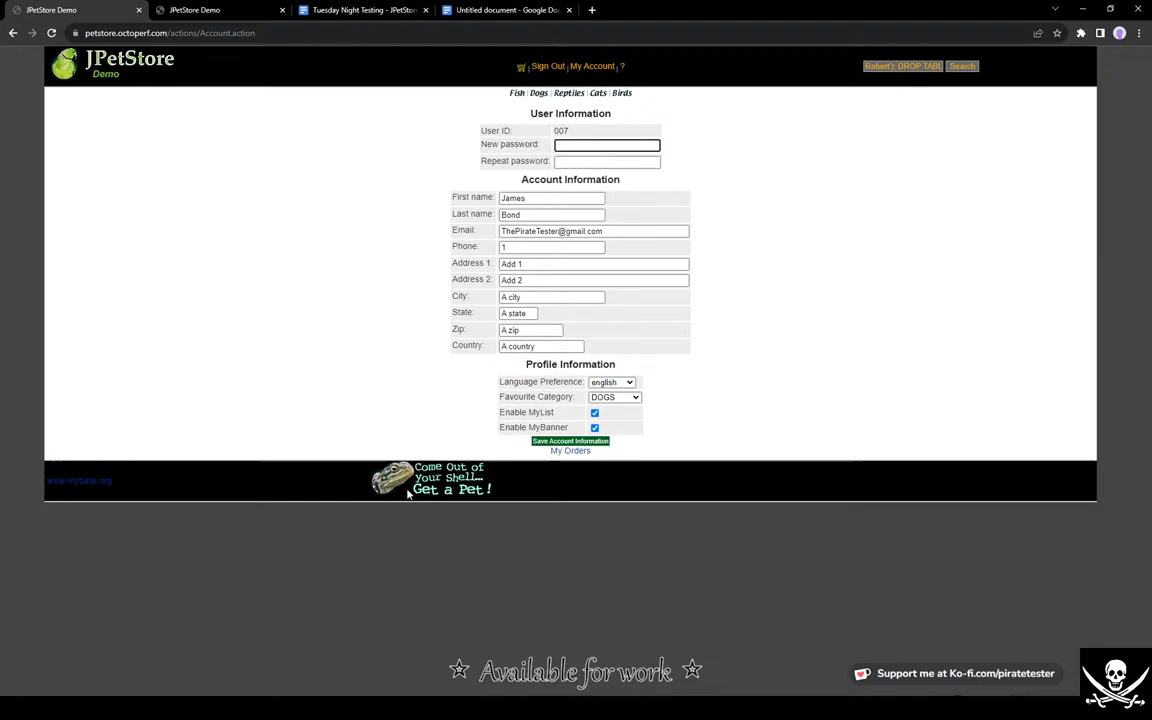 JPetStore Demo
JPetStore Demo
Tuesday Night Testing - JPetStor
Untitled document - Google Doc
petstore.octoperf.com/actions/Account.action
JPetStore
Demo
Sign Out | My Account | ?
Robert'); DROP TABL
Search
Fish | Dogs | Reptiles | Cats | Birds
User Information
User ID: 007
New password:
Repeat password:
Account Information
First name: James
Last name: Bond
Email: ThePirateTester@gmail.com
Phone: 1
Address 1: Add 1
Address 2: Add 2
City: A city
State: A state
Zip: A zip
Country: A country
Profile Information
Language Preference: english
Favourite Category: DOGS
Enable MyList
Enable MyBanner
Save Account Information
My Orders
www.mybatis.org
Come Out of
your Shell...
Get a Pet!
Available for work
Support me at Ko-fi.com/piratetester